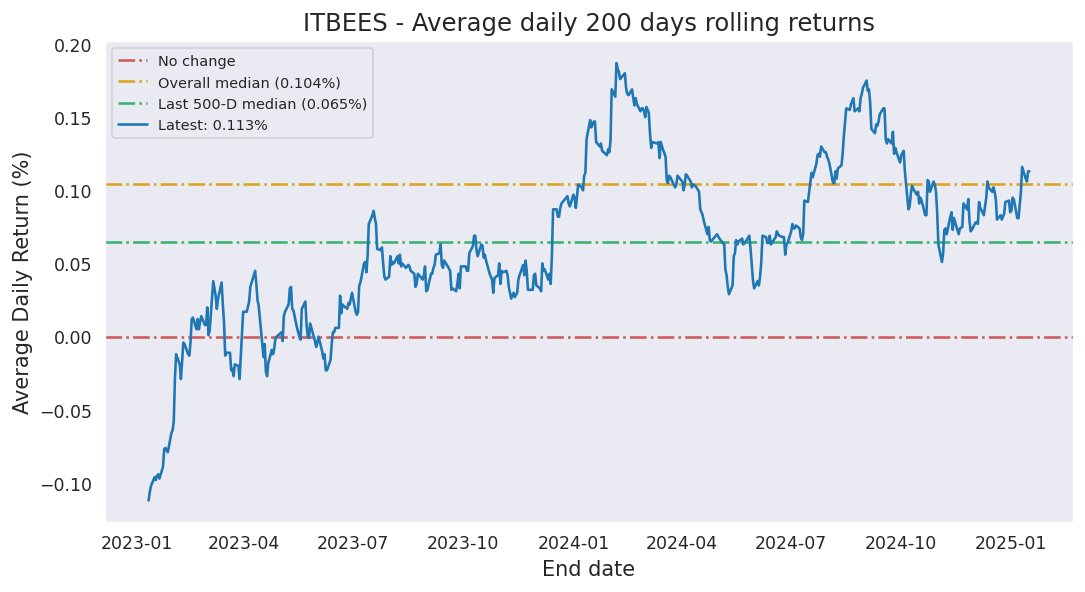 ITBEES - Average daily 200 days rolling returns
No change
Overall median (0.104%)
Last 500-D median (0.065%)
Latest: 0.113%
Average Daily Return (%)
0.20
0.15
0.10
0.05
0.00
−0.05
−0.10
2023-01 2023-04 2023-07 2023-10 2024-01 2024-04 2024-07 2024-10 2025-01
End date